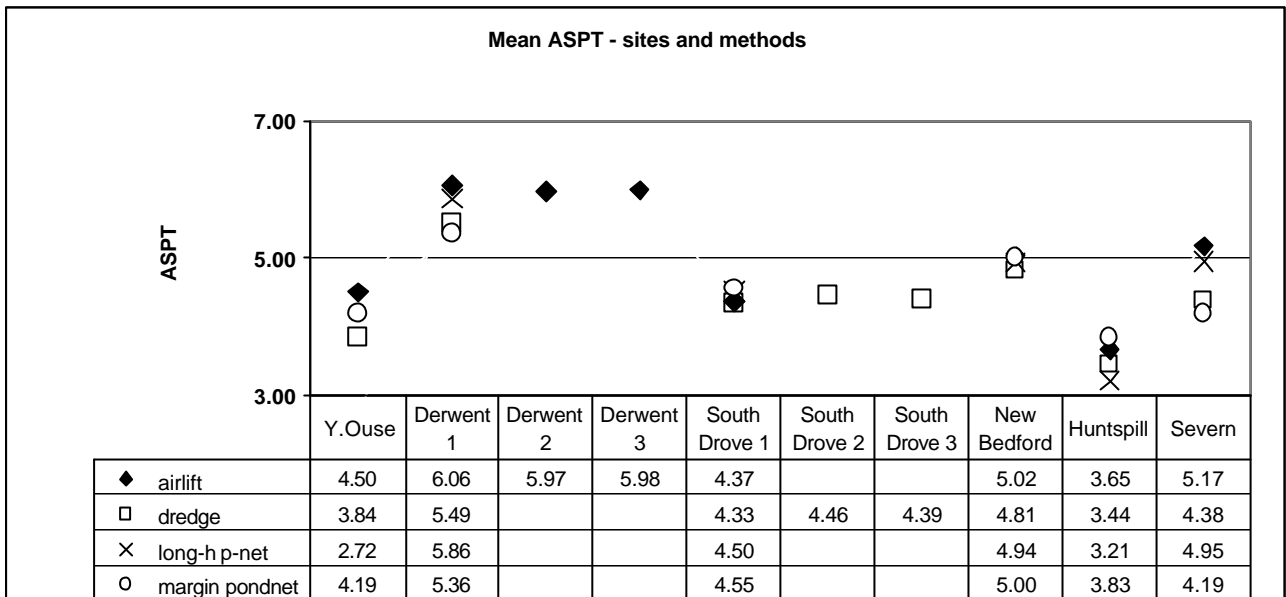 Mean ASPT - sites and methods
7.00
5.00
3.00
ASPT
Y.Ouse Derwent 1 Derwent 2 Derwent 3 South Drove 1 South Drove 2 South Drove 3 New Bedford Huntspill Severn
airlift 4.50 6.06 5.97 5.98 4.37 5.02 3.65 5.17
dredge 3.84 5.49 4.33 4.46 4.39 4.81 3.44 4.38
long-h p-net 2.72 5.86 4.50 4.94 3.21 4.95
margin pondnet 4.19 5.36 4.55 5.00 3.83 4.19